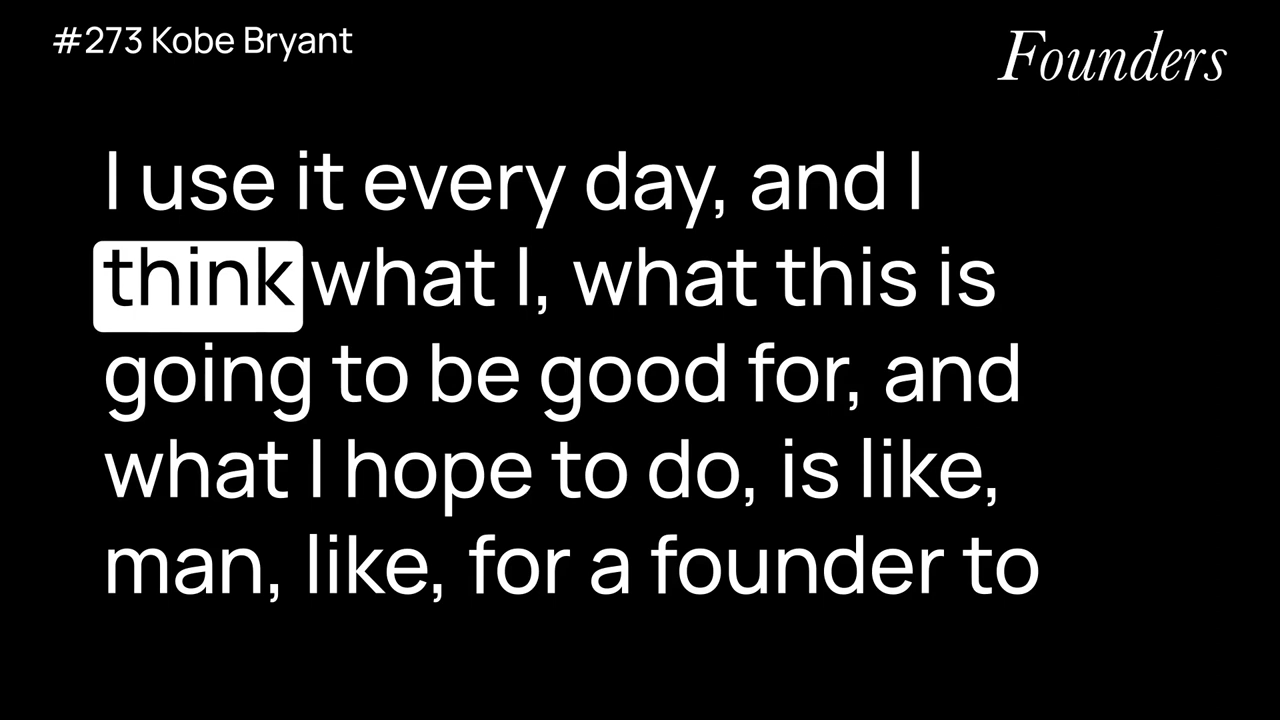 #273 Kobe Bryant
Founders
I use it every day, and I
think what I, what this is
going to be good for, and
what I hope to do, is like,
man, like, for a founder to